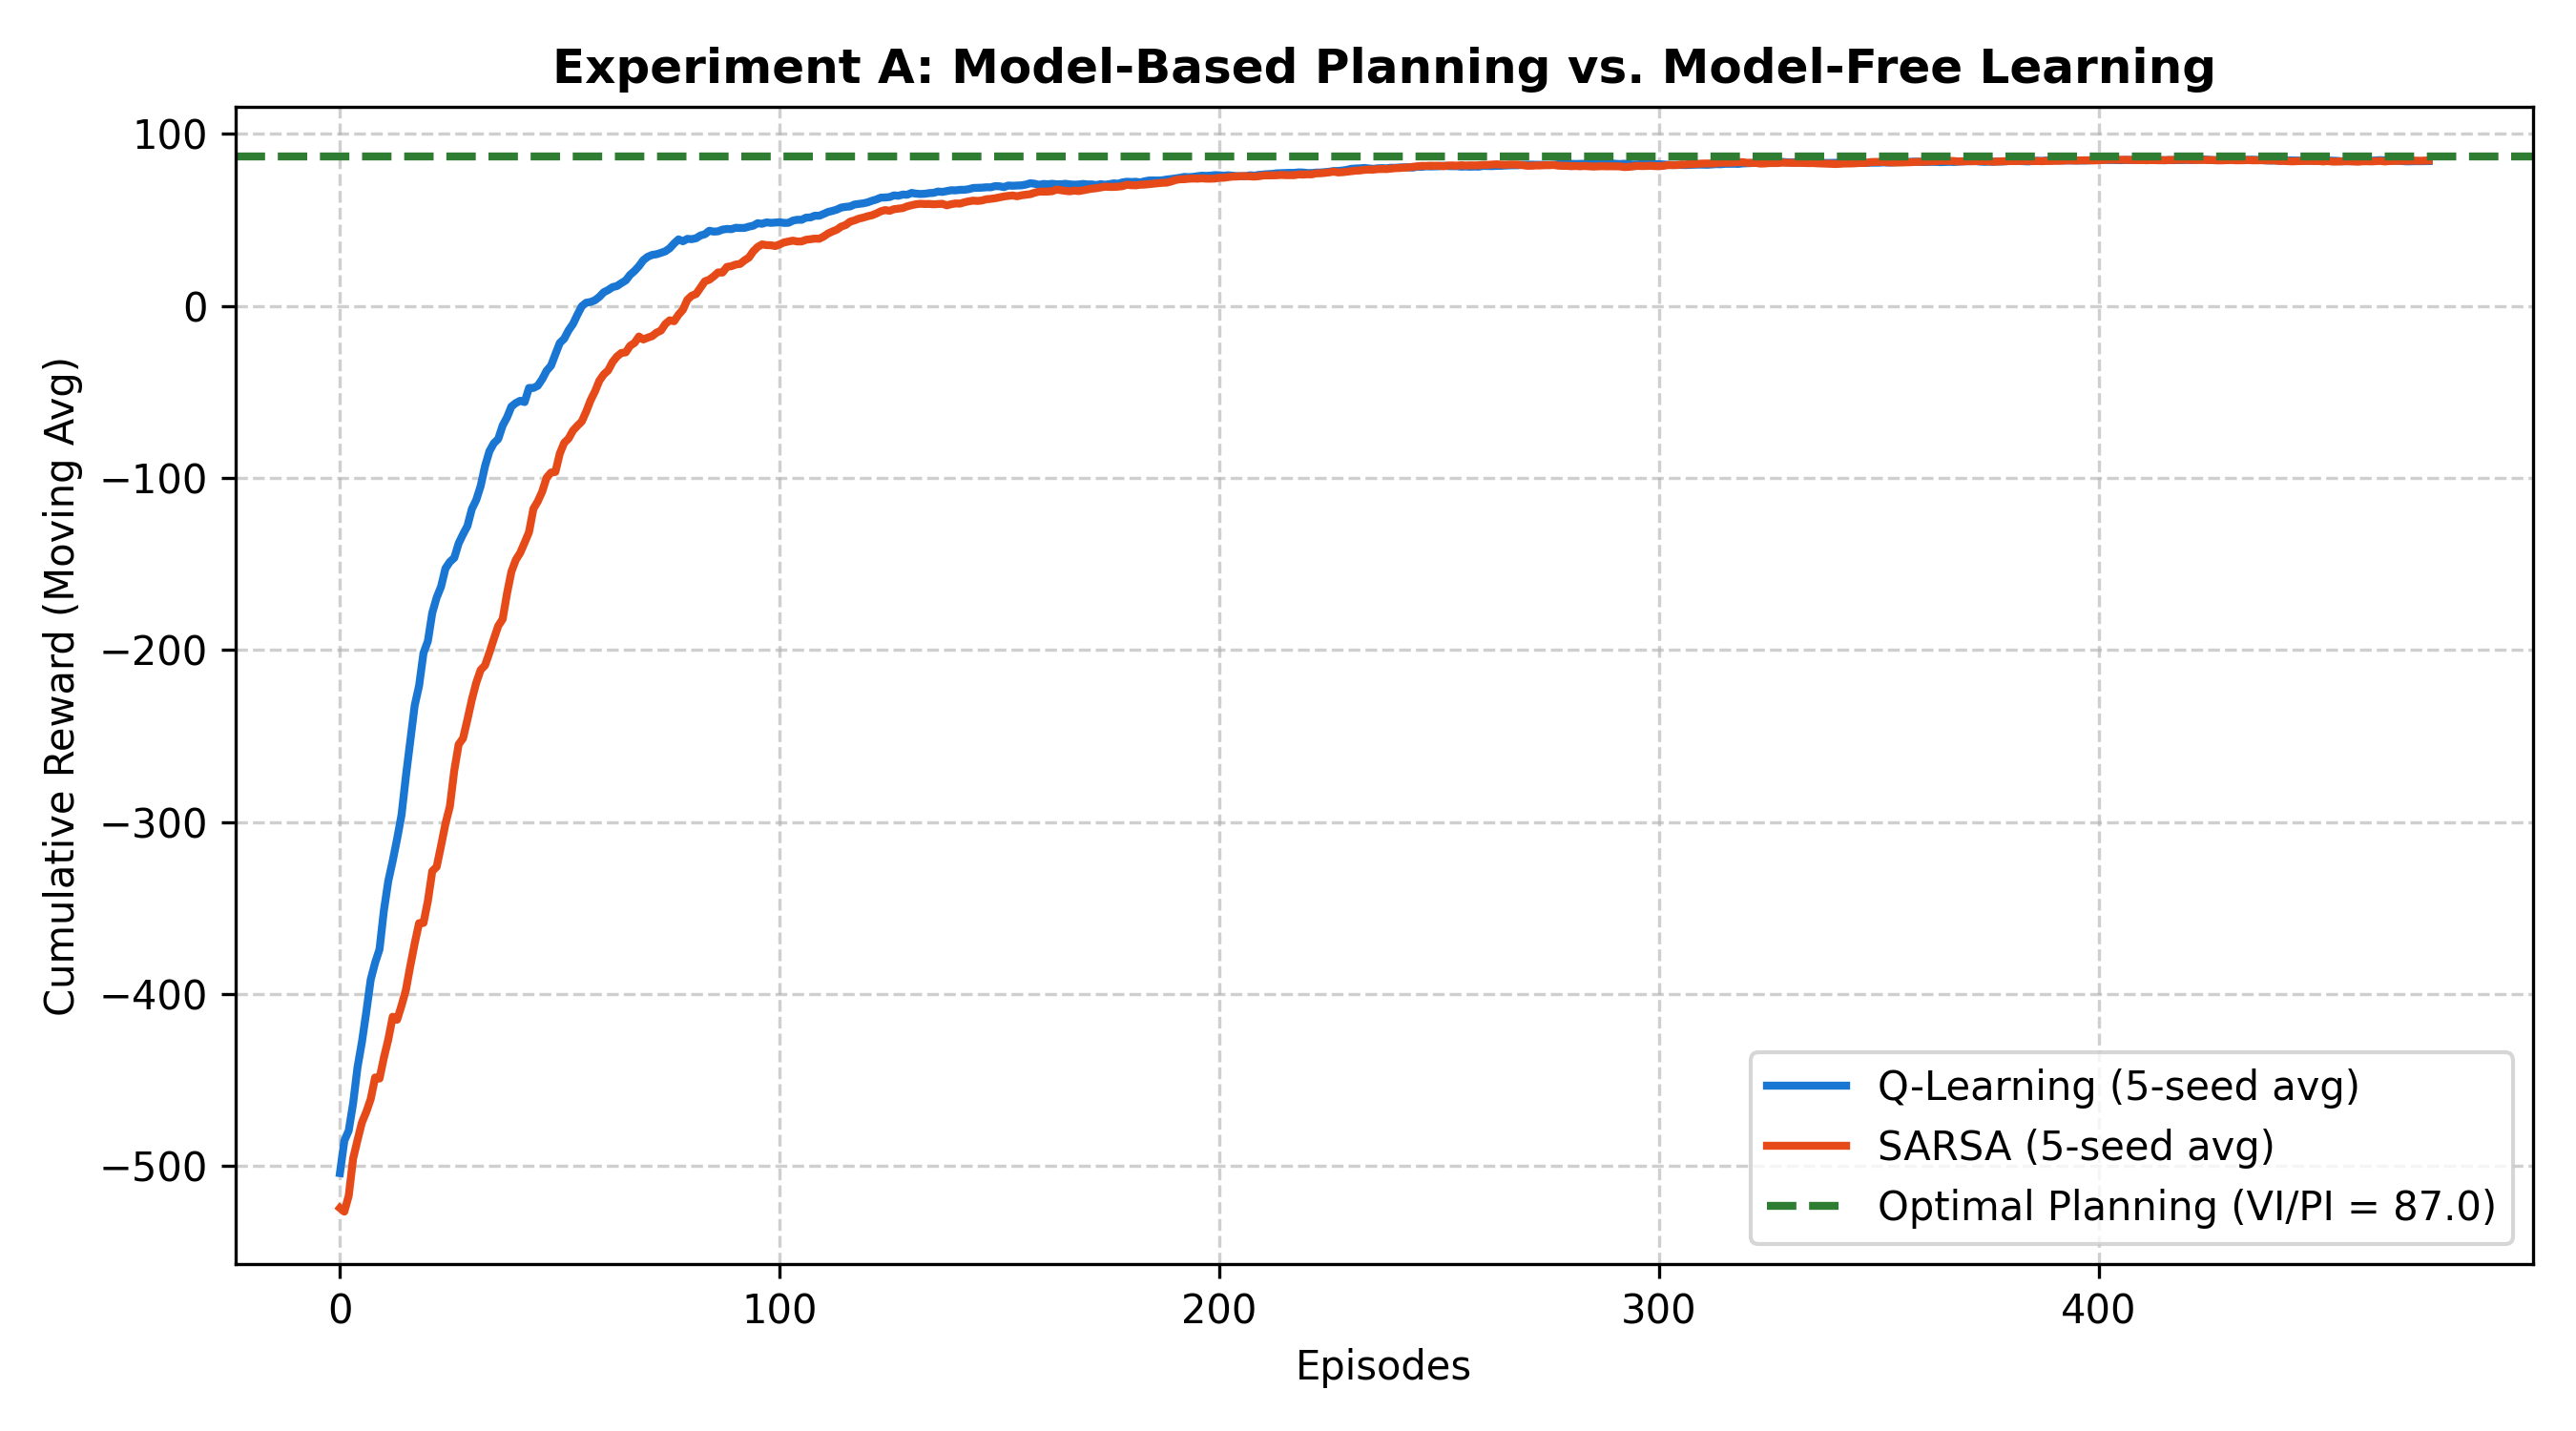 Experiment A: Model-Based Planning vs. Model-Free Learning
Cumulative Reward (Moving Avg)
100
0
−100
−200
−300
−400
−500
0
100
200
300
400
Episodes
Q-Learning (5-seed avg)
SARSA (5-seed avg)
Optimal Planning (VI/PI = 87.0)